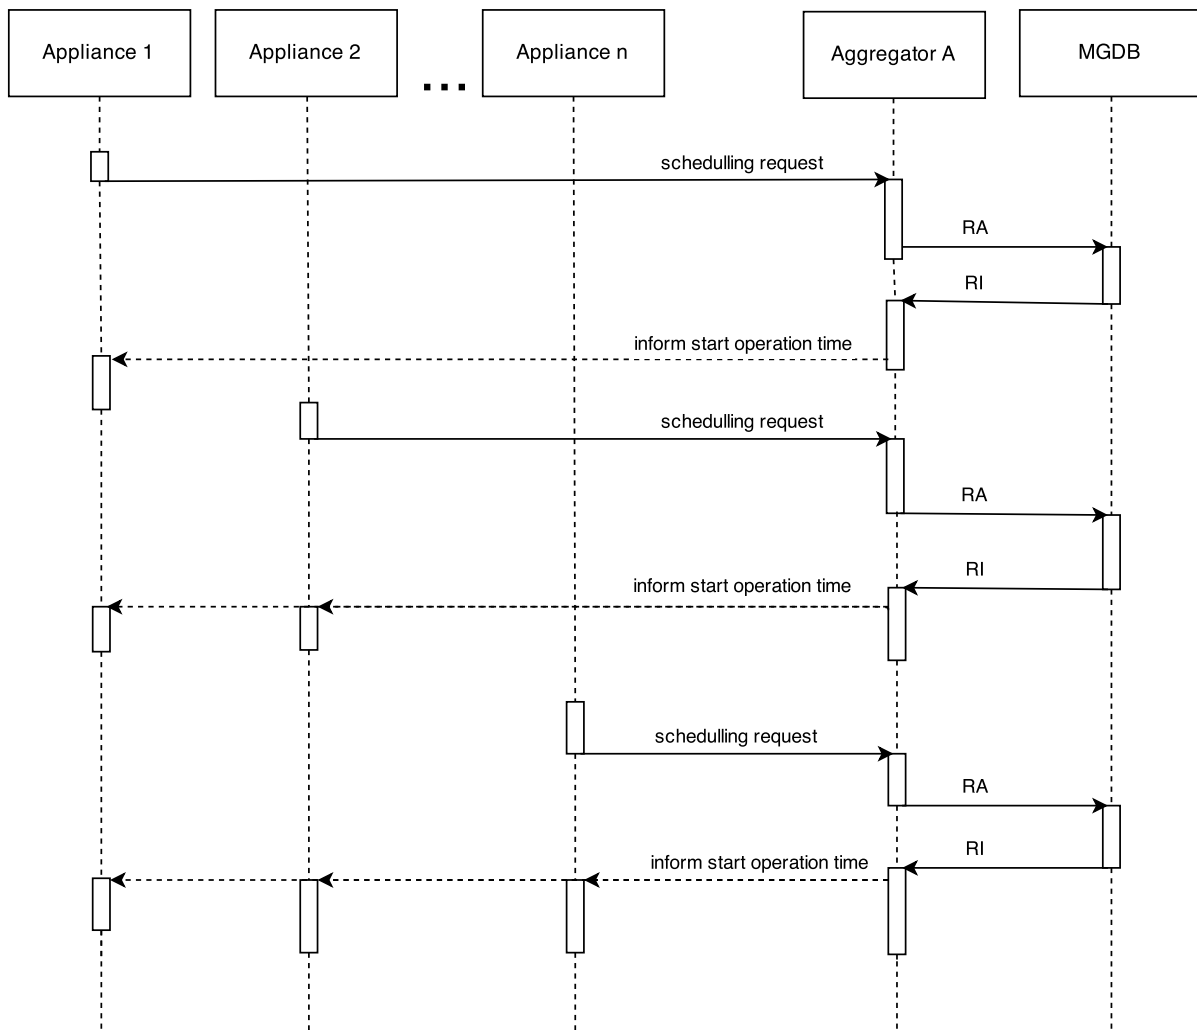 Appliance 1
Appliance 2
...
Appliance n
Aggregator A
MGDB
schedulling request
RA
RI
inform start operation time
schedulling request
RA
RI
inform start operation time
schedulling request
RA
RI
inform start operation time